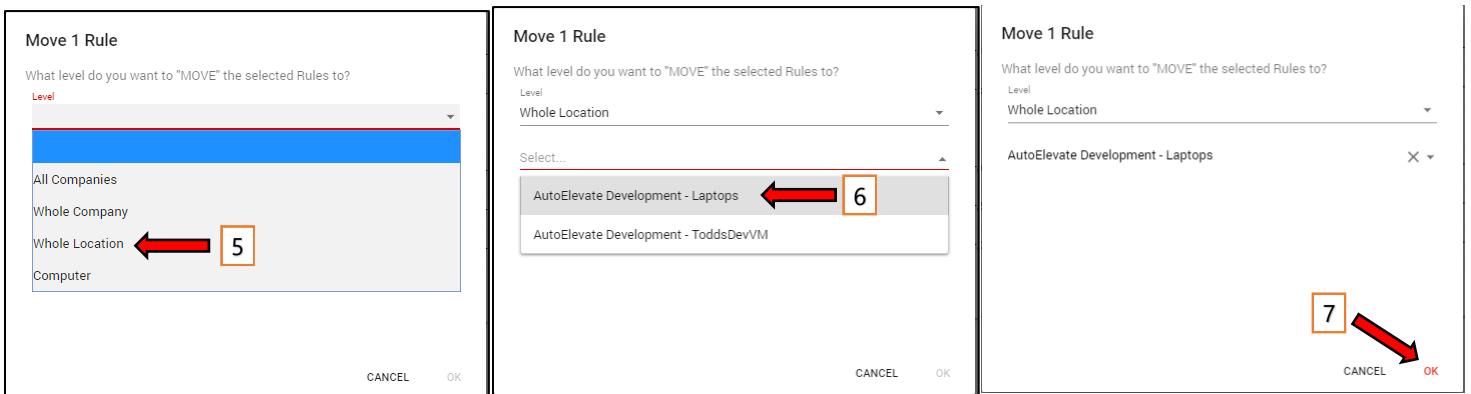 Move 1 Rule
What level do you want to "MOVE" the selected Rules to?
Level
All Companies
Whole Company
Whole Location
5
Computer
CANCEL
OK
Move 1 Rule
What level do you want to "MOVE" the selected Rules to?
Level
Whole Location
Select...
AutoElevate Development - Laptops
6
AutoElevate Development - ToddsDevVM
CANCEL
OK
Move 1 Rule
What level do you want to "MOVE" the selected Rules to?
Level
Whole Location
AutoElevate Development - Laptops
7
CANCEL
OK